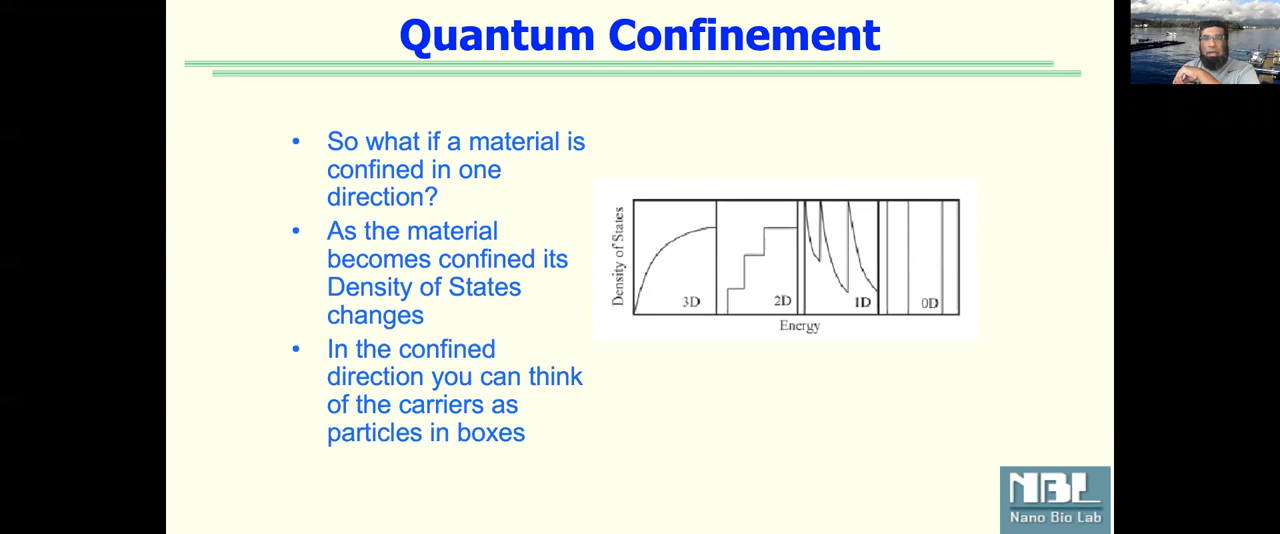 Quantum Confinement
• So what if a material is
confined in one
direction?
• As the material
becomes confined its
Density of States
changes
• In the confined
direction you can think
of the carriers as
particles in boxes
Density of States
3D
2D
1D
0D
Energy
NBL
Nano Bio Lab